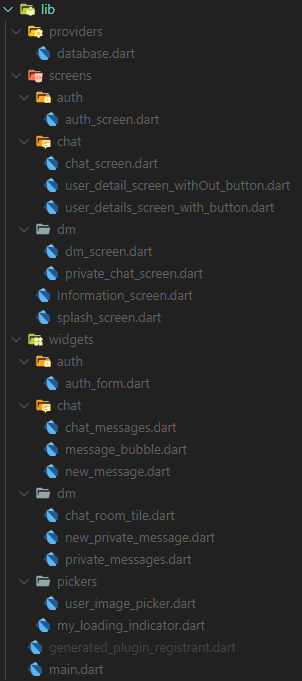 lib
providers
database.dart
screens
auth
auth_screen.dart
chat
chat_screen.dart
user_detail_screen_withOut_button.dart
user_details_screen_with_button.dart
dm
dm_screen.dart
private_chat_screen.dart
Information_screen.dart
splash_screen.dart
widgets
auth
auth_form.dart
chat
chat_messages.dart
message_bubble.dart
new_message.dart
dm
chat_room_tile.dart
new_private_message.dart
private_messages.dart
pickers
user_image_picker.dart
my_loading_indicator.dart
generated_plugin_registrant.dart
main.dart